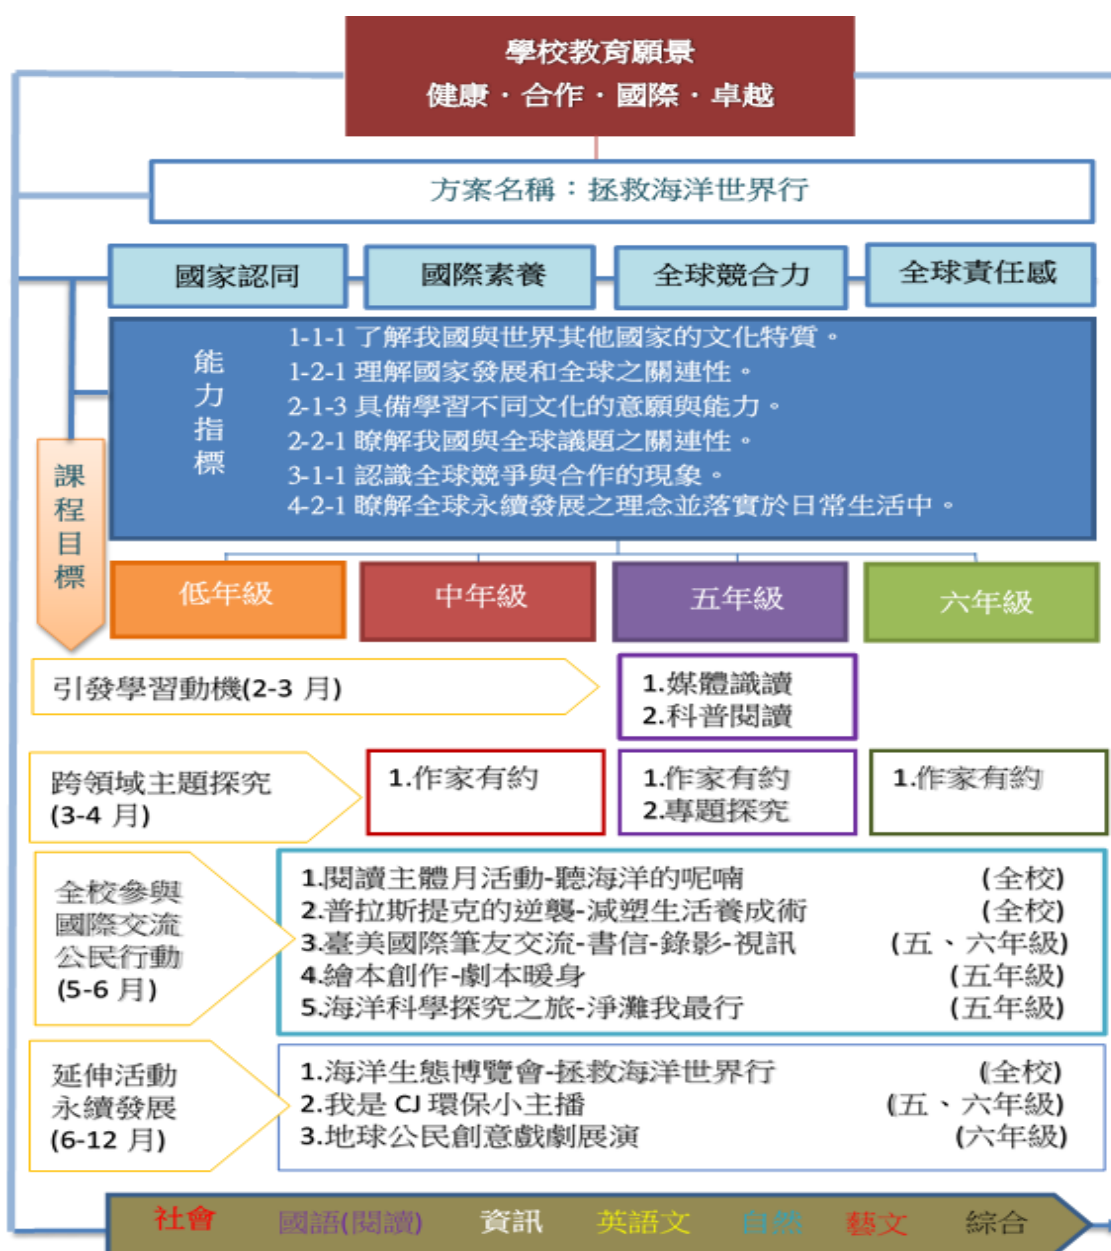 學校教育願景
健康‧合作‧國際‧卓越
方案名稱：拯救海洋世界行
國家認同
國際素養
全球競合力
全球責任感
能力指標
1-1-1 了解我國與世界其他國家的文化特質。
1-2-1 理解國家發展和全球之關連性。
2-1-3 具備學習不同文化的意願與能力。
2-2-1 瞭解我國與全球議題之關連性。
3-1-1 認識全球競爭與合作的現象。
4-2-1 瞭解全球永續發展之理念並落實於日常生活中。
課程目標
低年級
中年級
五年級
六年級
引發學習動機(2-3 月)
1.媒體識讀
2.科普閱讀
跨領域主題探究
(3-4 月)
1.作家有約
1.作家有約
2.專題探究
1.作家有約
全校參與
國際交流
公民行動
(5-6 月)
1.閱讀主體月活動-聽海洋的呢喃 (全校)
2.普拉斯提克的逆襲-減塑生活養成術 (全校)
3.臺美國際筆友交流-書信-錄影-視訊 (五、六年級)
4.繪本創作-劇本暖身 (五年級)
5.海洋科學探究之旅-淨灘我最行 (五年級)
延伸活動
永續發展
(6-12 月)
1.海洋生態博覽會-拯救海洋世界行 (全校)
2.我是 CJ 環保小主播 (五、六年級)
3.地球公民創意戲劇展演 (六年級)
社會 國語(閱讀) 資訊 英語文 自然 藝文 綜合